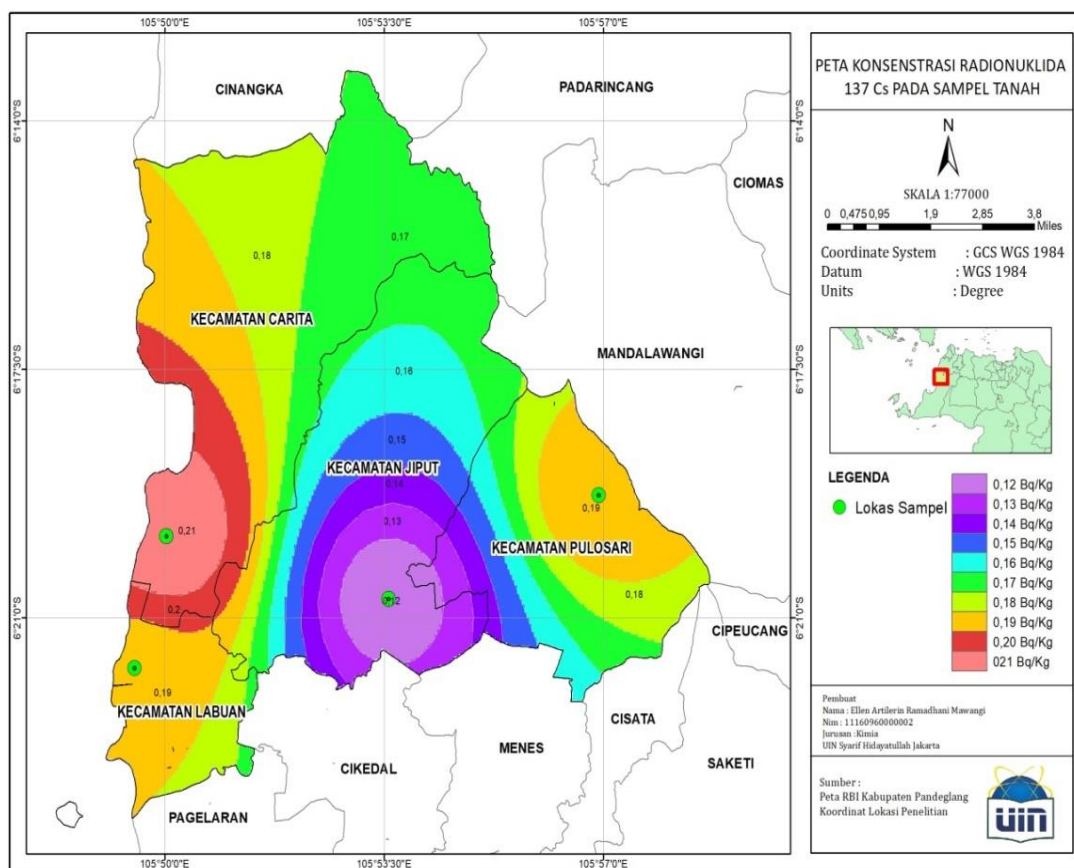 105°50'0"E
105°53'30"E
105°57'0"E
6°14'0"S
6°14'0"S
CINANGKA
PADARINCANG
CIOMAS
0,17
0,18
KECAMATAN CARITA
MANDALAWANGI
6°17'30"S
6°17'30"S
0,16
0,15
KECAMATAN JIPUT
0,14
0,13
0,19
0,21
KECAMATAN PULOSARI
0,12
0,18
0,2
6°21'0"S
6°21'0"S
CIPEUCANG
0,19
KECAMATAN LABUAN
CISATA
MENES
SAKETI
CIKEDAL
PAGELARAN
105°50'0"E
105°53'30"E
105°57'0"E
PETA KONSENSTRASI RADIONUKLIDA
137 Cs PADA SAMPEL TANAH
N
SKALA 1:77000
0 0,475 0,95 1,9 2,85 3,8
Miles
Coordinate System : GCS WGS 1984
Datum : WGS 1984
Units : Degree
LEGENDA
Lokas Sampel
0,12 Bq/Kg
0,13 Bq/Kg
0,14 Bq/Kg
0,15 Bq/Kg
0,16 Bq/Kg
0,17 Bq/Kg
0,18 Bq/Kg
0,19 Bq/Kg
0,20 Bq/Kg
021 Bq/Kg
Pembuat
Nama : Ellen Artilerin Ramadhani Mawangi
Nim : 11160960000002
Jurusan :Kimia
UIN Syarif Hidayatullah Jakarta
Sumber :
Peta RBI Kabupaten Pandeglang
Koordinat Lokasi Penelitian
UIN